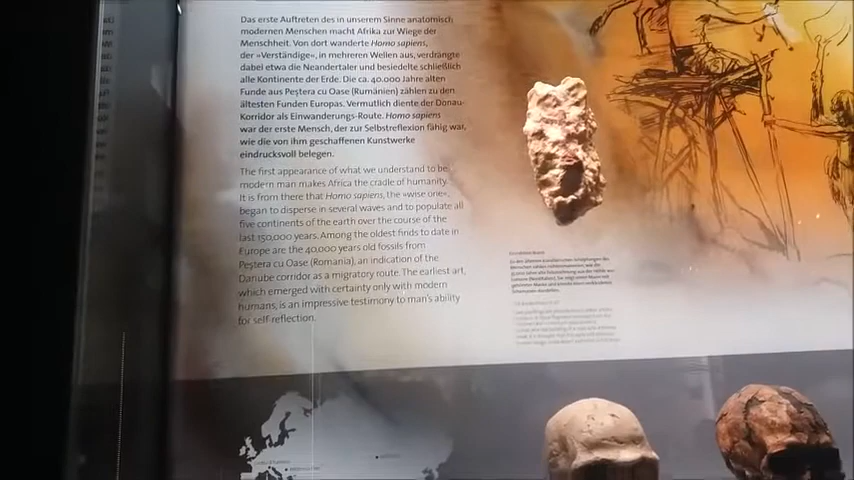 Das erste Auftreten des in unserem Sinne anatomisch
modernen Menschen macht Afrika zur Wiege der
Menschheit. Von dort wanderte Homo sapiens,
der »Verständige«, in mehreren Wellen aus, verdrängte
dabei etwa die Neandertaler und besiedelte schließlich
alle Kontinente der Erde. Die ca. 40.000 Jahre alten
Funde aus Peștera cu Oase (Rumänien) zählen zu den
ältesten Funden Europas. Vermutlich diente der Donau-
Korridor als Einwanderungs-Route. Homo sapiens
war der erste Mensch, der zur Selbstreflexion fähig war,
wie die von ihm geschaffenen Kunstwerke
eindrucksvoll belegen.
The first appearance of what we understand to be
modern man makes Africa the cradle of humanity.
It is from there that Homo sapiens, the «wise one»,
began to disperse in several waves and to populate all
five continents of the earth over the course of the
last 150,000 years. Among the oldest finds to date in
Europe are the 40,000 years old fossils from
Peștera cu Oase (Romania), an indication of the
Danube corridor as a migratory route. The earliest art,
which emerged with certainty only with modern
humans, is an impressive testimony to man's ability
for self-reflection.